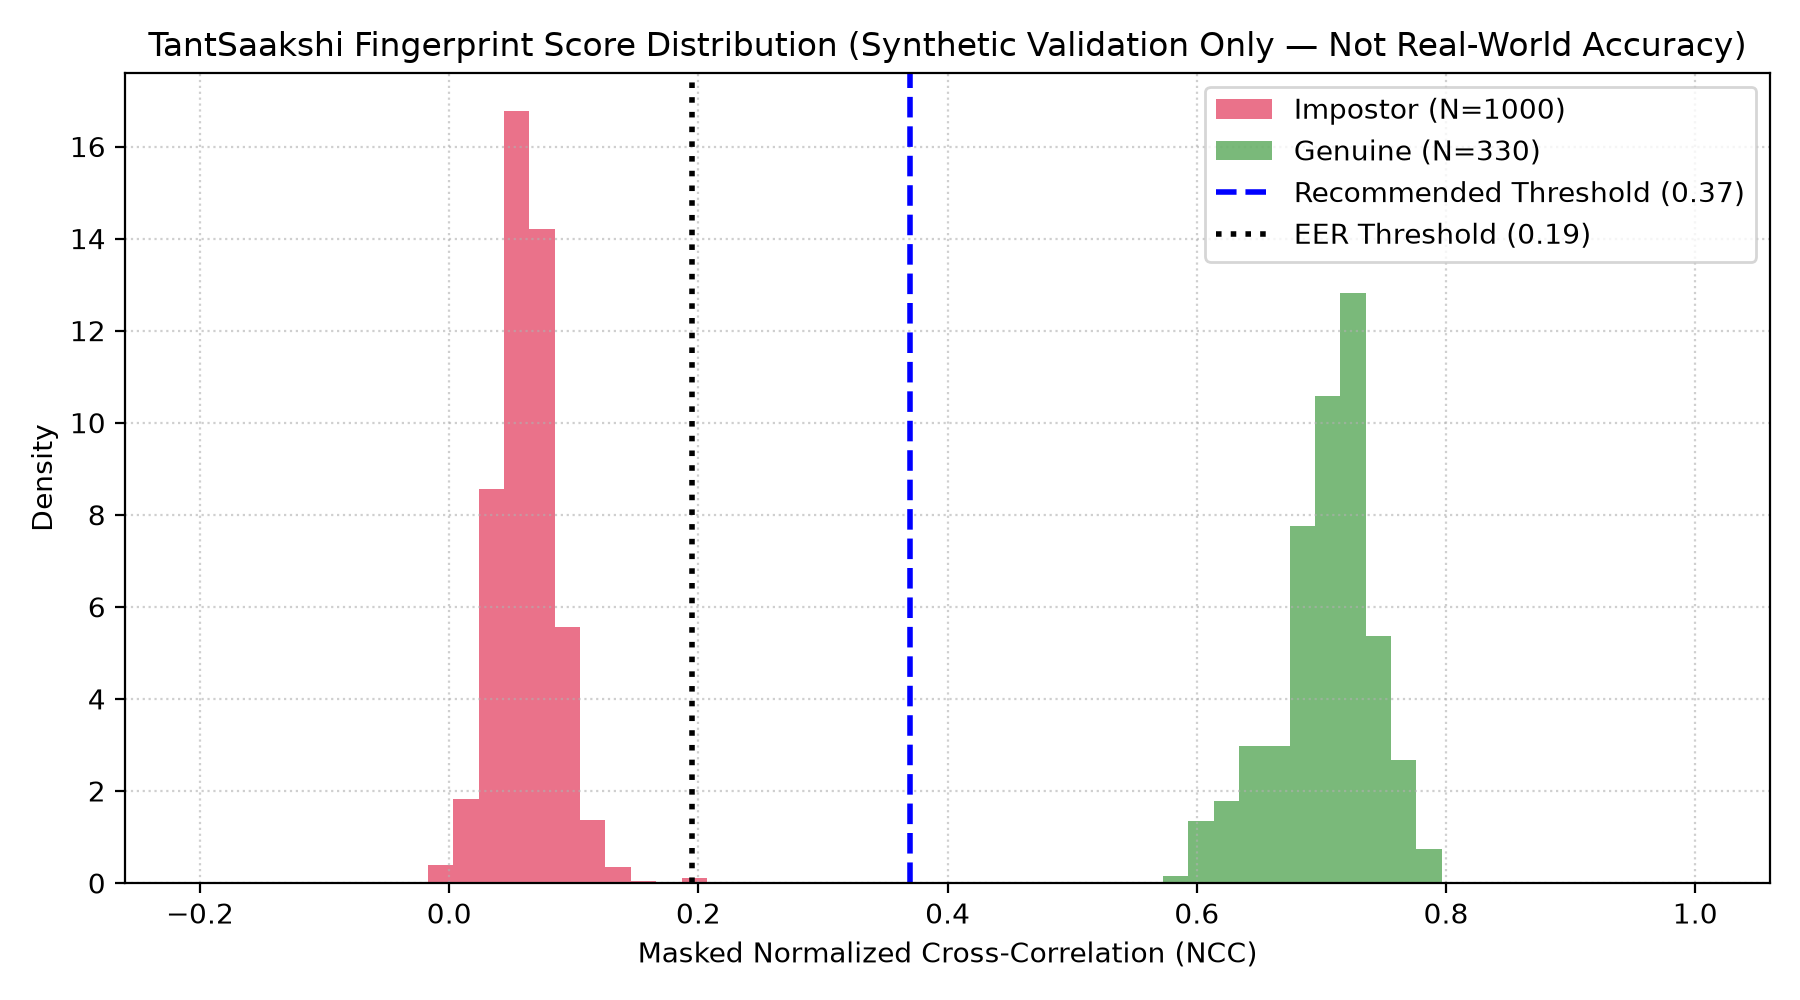 TantSaakshi Fingerprint Score Distribution (Synthetic Validation Only — Not Real-World Accuracy)
Impostor (N=1000)
Genuine (N=330)
Recommended Threshold (0.37)
EER Threshold (0.19)
Density
16
14
12
10
8
6
4
2
0
−0.2
0.0
0.2
0.4
0.6
0.8
1.0
Masked Normalized Cross-Correlation (NCC)